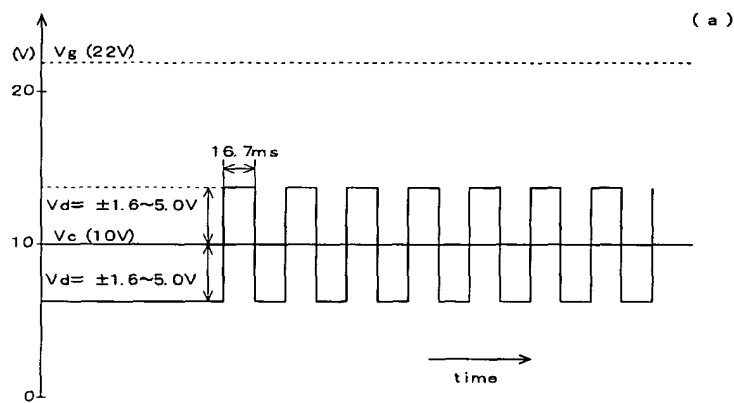 (a)
(V)
Vg (22V)
20
16.7ms
Vd= ±1.6~5.0V
Vc (10V)
10
Vd= ±1.6~5.0V
time
0